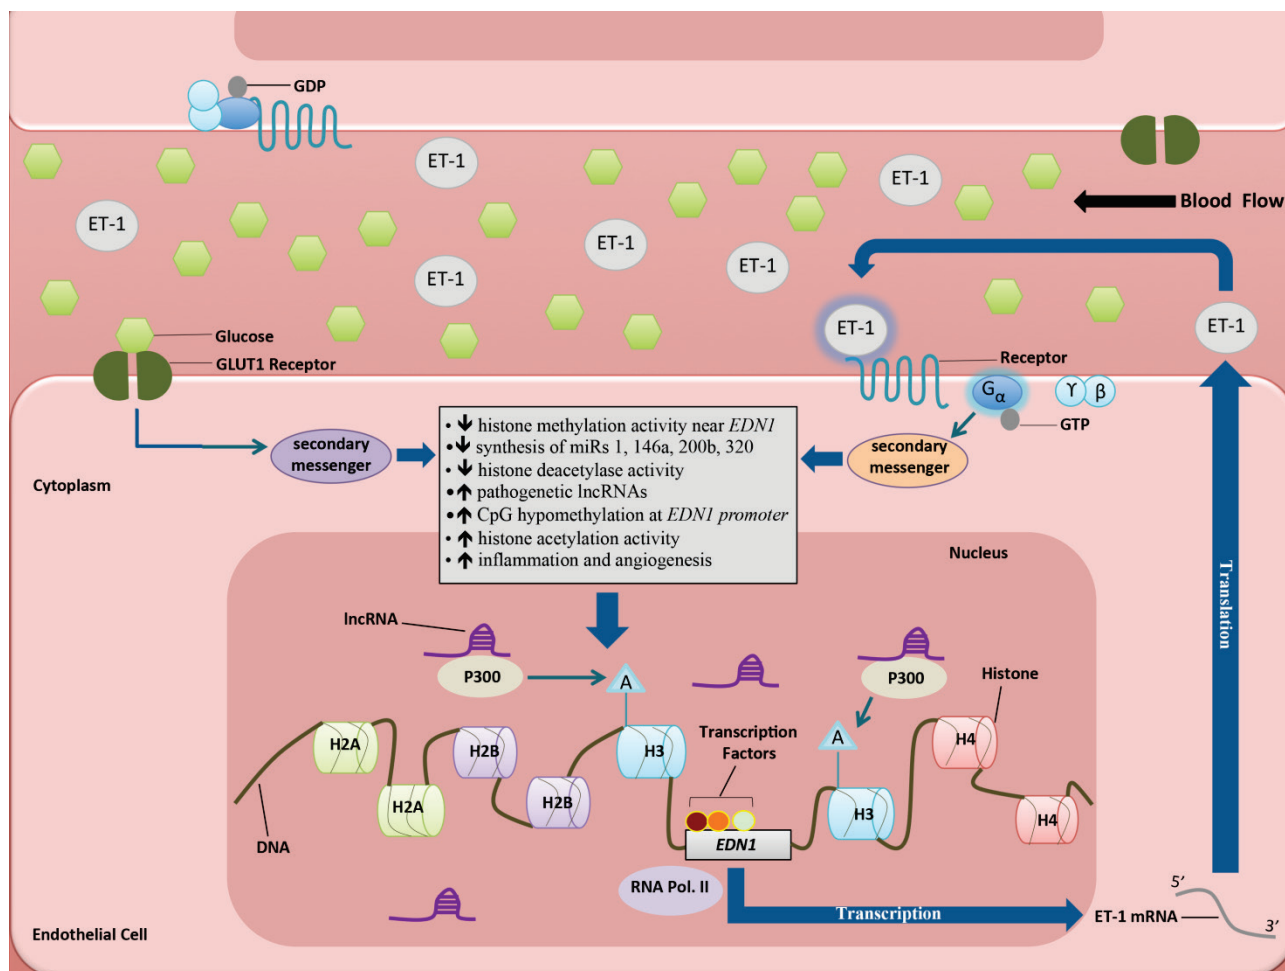 GDP
ET-1
ET-1
ET-1
Blood Flow
ET-1
ET-1
ET-1
ET-1
Glucose
ET-1
ET-1
GLUT1 Receptor
Receptor
Gα
ϒ
β
GTP
• ↓ histone methylation activity near EDN1
• ↓ synthesis of miRs 1, 146a, 200b, 320
• ↓ histone deacetylase activity
• ↑ pathogenetic lncRNAs
• ↑ CpG hypomethylation at EDN1 promoter
• ↑ histone acetylation activity
• ↑ inflammation and angiogenesis
secondary
messenger
secondary
messenger
Cytoplasm
Nucleus
Translation
lncRNA
P300
A
P300
Histone
A
Transcription
Factors
H2A
H2B
H3
H4
H2A
H2B
H3
H4
DNA
EDN1
RNA Pol. II
Transcription
5’
ET-1 mRNA
3’
Endothelial Cell